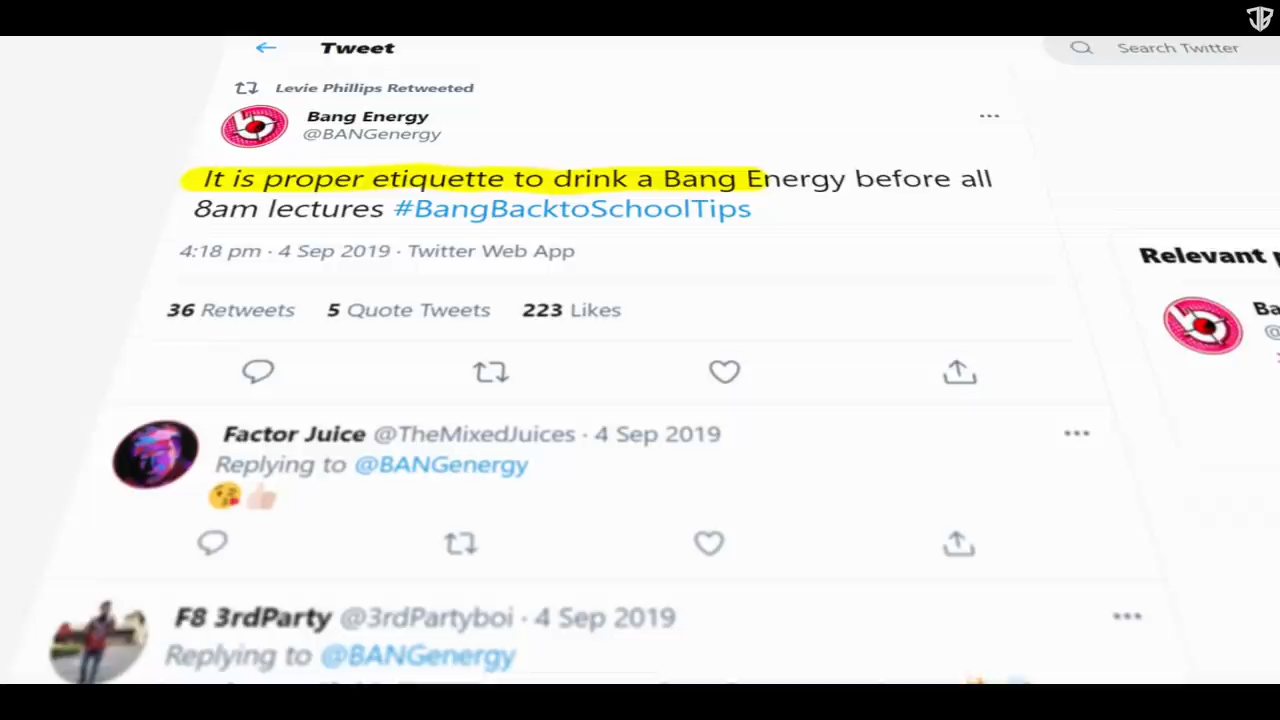 Tweet
Search Twitter
Levie Phillips Retweeted
Bang Energy
@BANGenergy
It is proper etiquette to drink a Bang Energy before all
8am lectures #BangBacktoSchoolTips
4:18 pm · 4 Sep 2019 · Twitter Web App
Relevant
36 Retweets 5 Quote Tweets 223 Likes
Factor Juice @TheMixedJuices · 4 Sep 2019
Replying to @BANGenergy
😘👍🏻
F8 3rdParty @3rdPartyboi · 4 Sep 2019
Replying to @BANGenergy